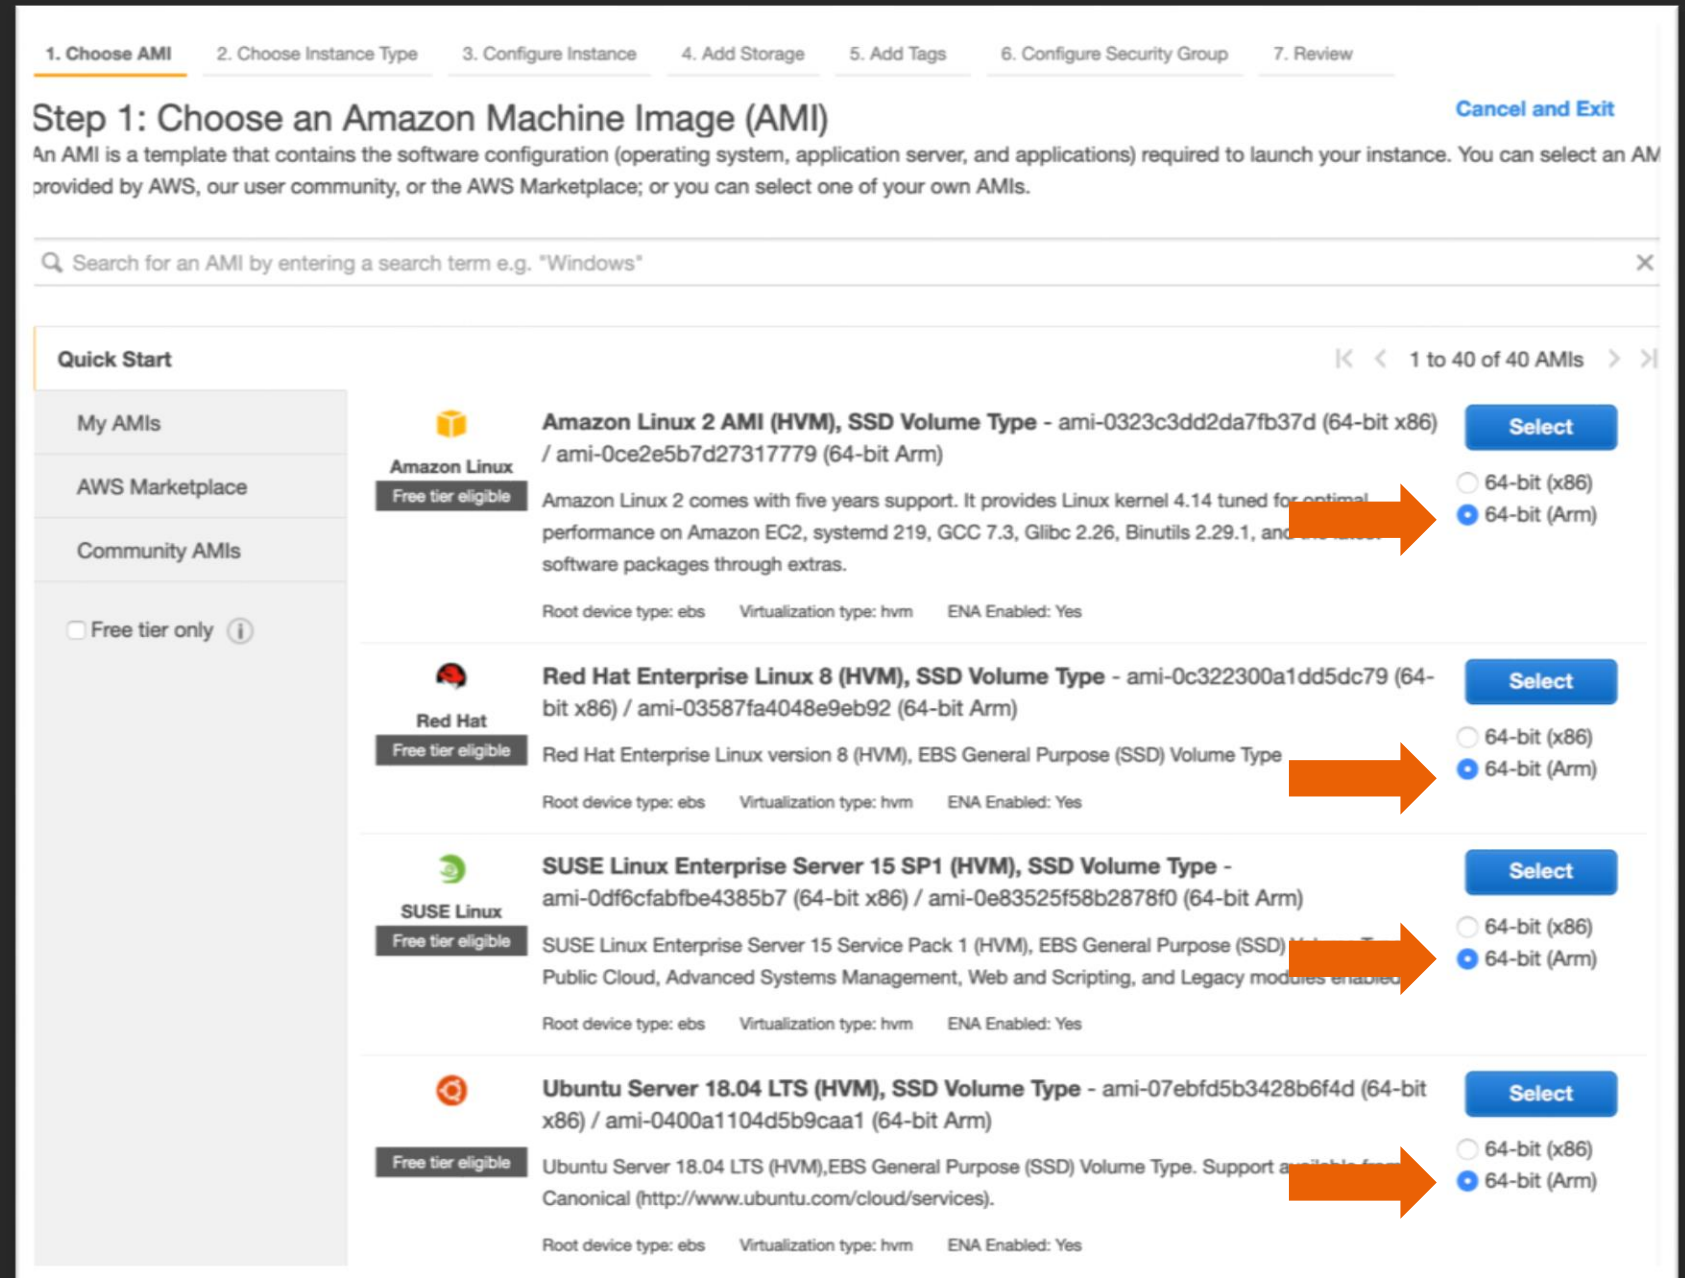 1. Choose AMI 2. Choose Instance Type 3. Configure Instance 4. Add Storage 5. Add Tags 6. Configure Security Group 7. Review
Step 1: Choose an Amazon Machine Image (AMI)
Cancel and Exit
An AMI is a template that contains the software configuration (operating system, application server, and applications) required to launch your instance. You can select an AM
provided by AWS, our user community, or the AWS Marketplace; or you can select one of your own AMIs.
Search for an AMI by entering a search term e.g. "Windows"
Quick Start
1 to 40 of 40 AMIs
My AMIs
AWS Marketplace
Community AMIs
Free tier only
Amazon Linux
Free tier eligible
Amazon Linux 2 AMI (HVM), SSD Volume Type - ami-0323c3dd2da7fb37d (64-bit x86)
/ ami-0ce2e5b7d27317779 (64-bit Arm)
Amazon Linux 2 comes with five years support. It provides Linux kernel 4.14 tuned for optimal
performance on Amazon EC2, systemd 219, GCC 7.3, Glibc 2.26, Binutils 2.29.1, and the latest
software packages through extras.
Root device type: ebs Virtualization type: hvm ENA Enabled: Yes
Select
64-bit (x86)
64-bit (Arm)
Red Hat
Free tier eligible
Red Hat Enterprise Linux 8 (HVM), SSD Volume Type - ami-0c322300a1dd5dc79 (64-
bit x86) / ami-03587fa4048e9eb92 (64-bit Arm)
Red Hat Enterprise Linux version 8 (HVM), EBS General Purpose (SSD) Volume Type
Root device type: ebs Virtualization type: hvm ENA Enabled: Yes
Select
64-bit (x86)
64-bit (Arm)
SUSE Linux
Free tier eligible
SUSE Linux Enterprise Server 15 SP1 (HVM), SSD Volume Type -
ami-0df6cfabfbe4385b7 (64-bit x86) / ami-0e83525f58b2878f0 (64-bit Arm)
SUSE Linux Enterprise Server 15 Service Pack 1 (HVM), EBS General Purpose (SSD)
Public Cloud, Advanced Systems Management, Web and Scripting, and Legacy modules enabled
Root device type: ebs Virtualization type: hvm ENA Enabled: Yes
Select
64-bit (x86)
64-bit (Arm)
Free tier eligible
Ubuntu Server 18.04 LTS (HVM), SSD Volume Type - ami-07ebfd5b3428b6f4d (64-bit
x86) / ami-0400a1104d5b9caa1 (64-bit Arm)
Ubuntu Server 18.04 LTS (HVM),EBS General Purpose (SSD) Volume Type. Support available from
Canonical (http://www.ubuntu.com/cloud/services).
Root device type: ebs Virtualization type: hvm ENA Enabled: Yes
Select
64-bit (x86)
64-bit (Arm)